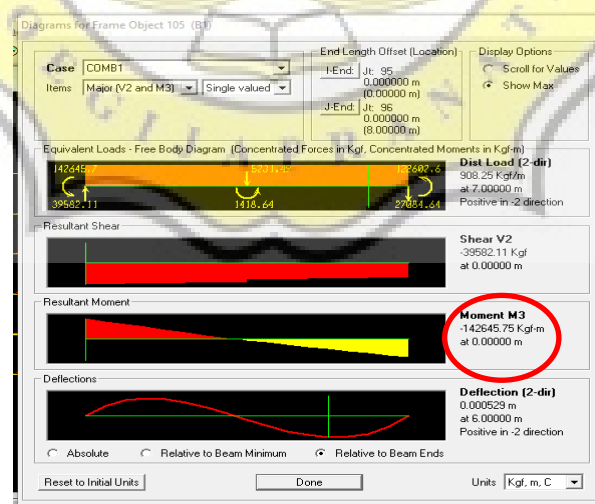 Diagrams for Frame Object 105 (B1)
End Length Offset (Location)
Display Options
Case COMB1
Items Major (V2 and M3) Single valued
I-End: Jt: 95
0.000000 m
(0.00000 m)
J-End: Jt: 96
0.000000 m
(8.00000 m)
Scroll for Values
Show Max
Equivalent Loads - Free Body Diagram (Concentrated Forces in Kgf, Concentrated Moments in Kgf-m)
142645.7 5231.42 122602.6
39582.11 1418.64 27084.64
Dist Load (2-dir)
908.25 Kgf/m
at 7.00000 m
Positive in -2 direction
Resultant Shear
Shear V2
-39582.11 Kgf
at 0.00000 m
Resultant Moment
Moment M3
-142645.75 Kgf-m
at 0.00000 m
Deflections
Deflection (2-dir)
0.000529 m
at 6.00000 m
Positive in -2 direction
Absolute Relative to Beam Minimum Relative to Beam Ends
Reset to Initial Units Done Units Kgf, m, C